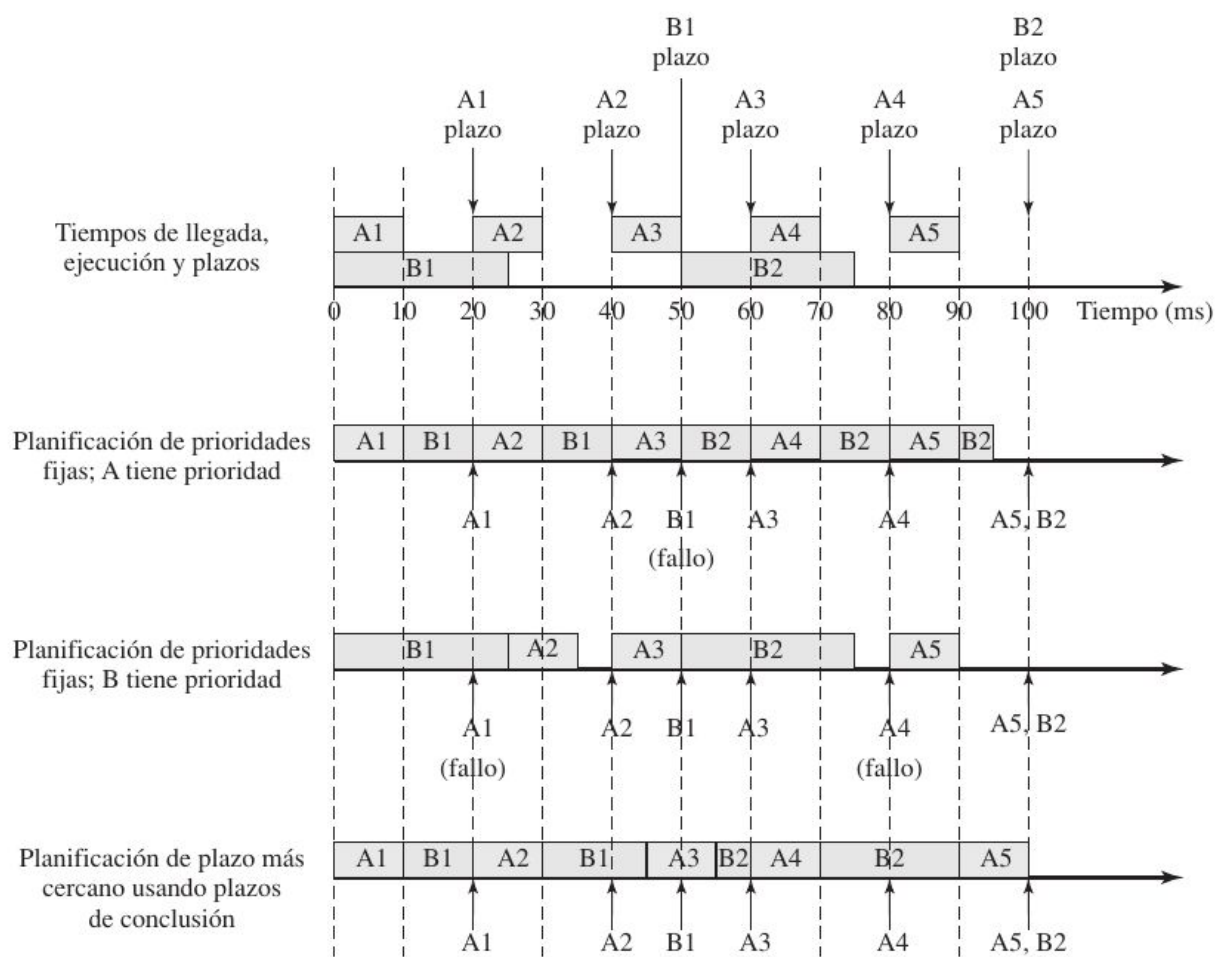 B1
plazo
B2
plazo
A1
plazo
A2
plazo
A3
plazo
A4
plazo
A5
plazo
Tiempos de llegada,
ejecución y plazos
A1 A2 A3 A4 A5
B1 B2
0 10 20 30 40 50 60 70 80 90 100 Tiempo (ms)
Planificación de prioridades
fijas; A tiene prioridad
A1 B1 A2 B1 A3 B2 A4 B2 A5 B2
A1 A2 B1 A3 A4 A5, B2
(fallo)
Planificación de prioridades
fijas; B tiene prioridad
B1 A2 A3 B2 A5
A1 A2 B1 A3 A4 A5, B2
(fallo) (fallo)
Planificación de plazo más
cercano usando plazos
de conclusión
A1 B1 A2 B1 A3 B2 A4 B2 A5
A1 A2 B1 A3 A4 A5, B2